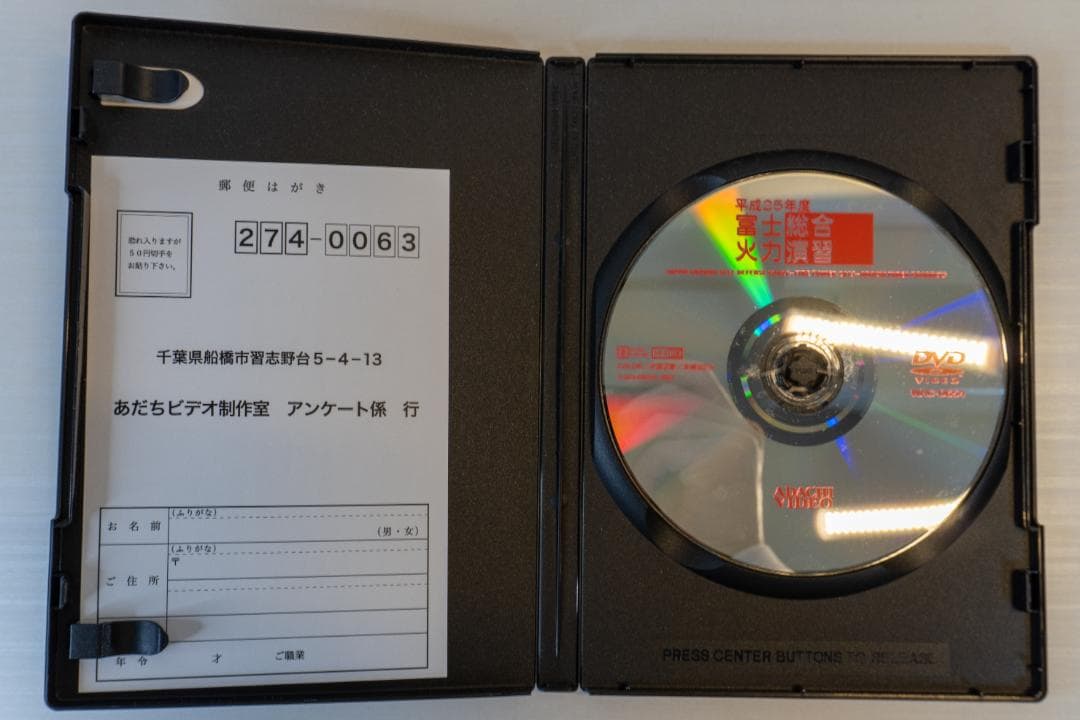 郵便はがき
恐れ入りますが
50円切手を
お貼り下さい。
274-0063
千葉県船橋市習志野台5-4-13
あだちビデオ制作室 アンケート係 行
お名前
(ふりがな)
(男・女)
ご住所
(ふりがな)
〒
年令 才 ご職業
平成25年度
富士総合
火力演習
DVD
VIDEO
ADACHI
VIDEO
PRESS CENTER BUTTONS TO RELEASE